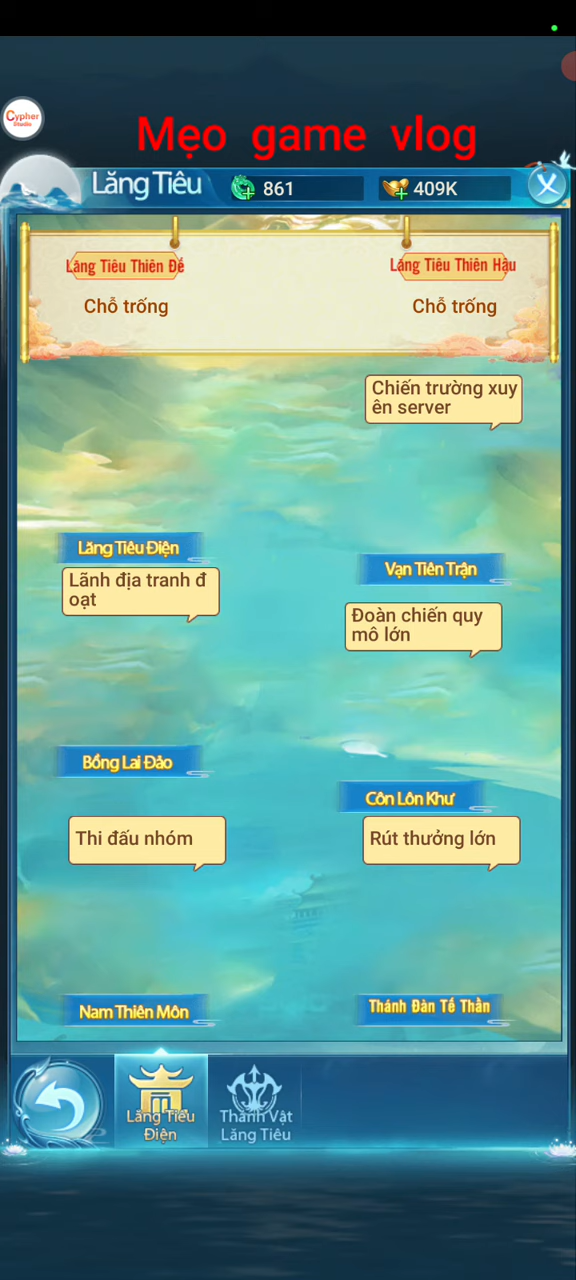 Cypher
Studio
Mẹo game vlog
Lăng Tiêu
861
409K
Lăng Tiêu Thiên Đế
Lăng Tiêu Thiên Hậu
Chỗ trống
Chỗ trống
Chiến trường xuy
ên server
Lăng Tiêu Điện
Vạn Tiên Trận
Lãnh địa tranh đ
oạt
Đoàn chiến quy
mô lớn
Bồng Lai Đảo
Côn Lôn Khư
Thi đấu nhóm
Rút thưởng lớn
Nam Thiên Môn
Thánh Đàn Tế Thần
Lăng Tiêu
Điện
Thánh Vật
Lăng Tiêu